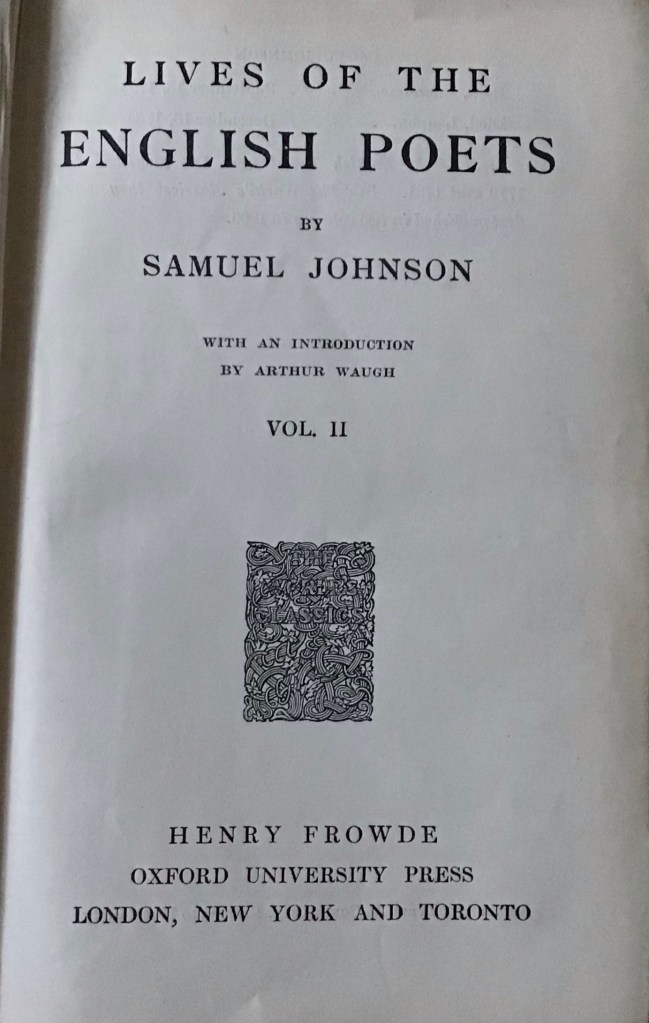 LIVES OF THE
ENGLISH POETS
BY
SAMUEL JOHNSON
WITH AN INTRODUCTION
BY ARTHUR WAUGH
VOL. II
THE
WORLD'S
CLASSICS
HENRY FROWDE
OXFORD UNIVERSITY PRESS
LONDON, NEW YORK AND TORONTO